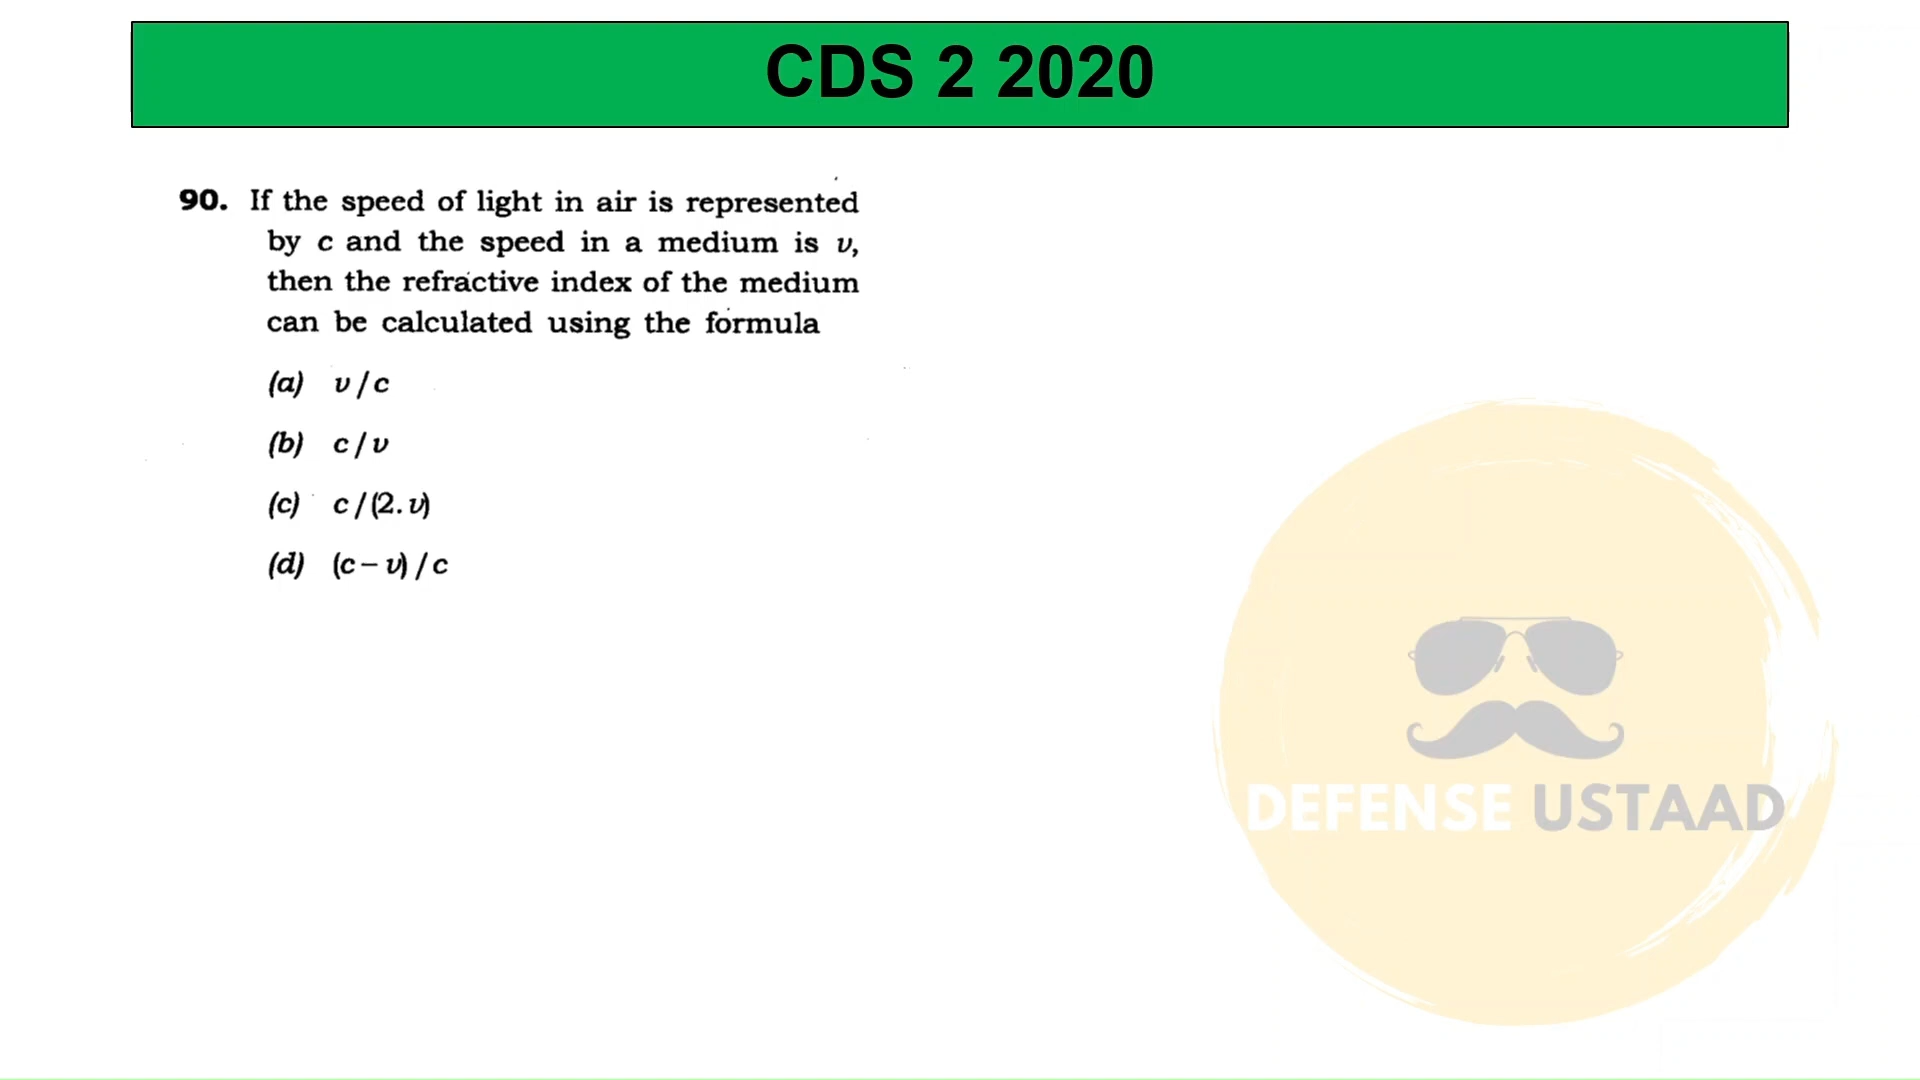 CDS 2 2020
90. If the speed of light in air is represented
by c and the speed in a medium is v,
then the refractive index of the medium
can be calculated using the formula
(a) v/c
(b) c/v
(c) c/(2.v)
(d) (c – v)/c
DEFENSE USTAAD